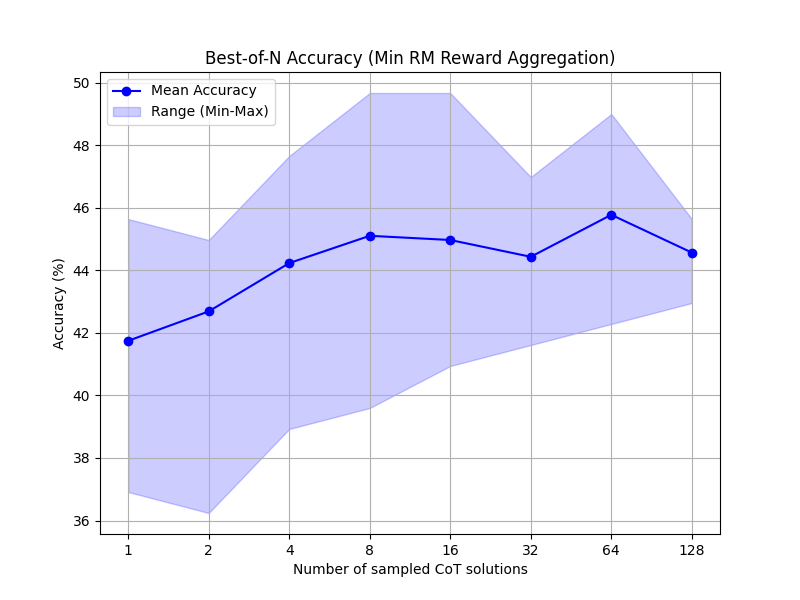 Best-of-N Accuracy (Min RM Reward Aggregation)
Mean Accuracy
Range (Min-Max)
50
48
46
44
42
40
38
36
Accuracy (%)
1 2 4 8 16 32 64 128
Number of sampled CoT solutions